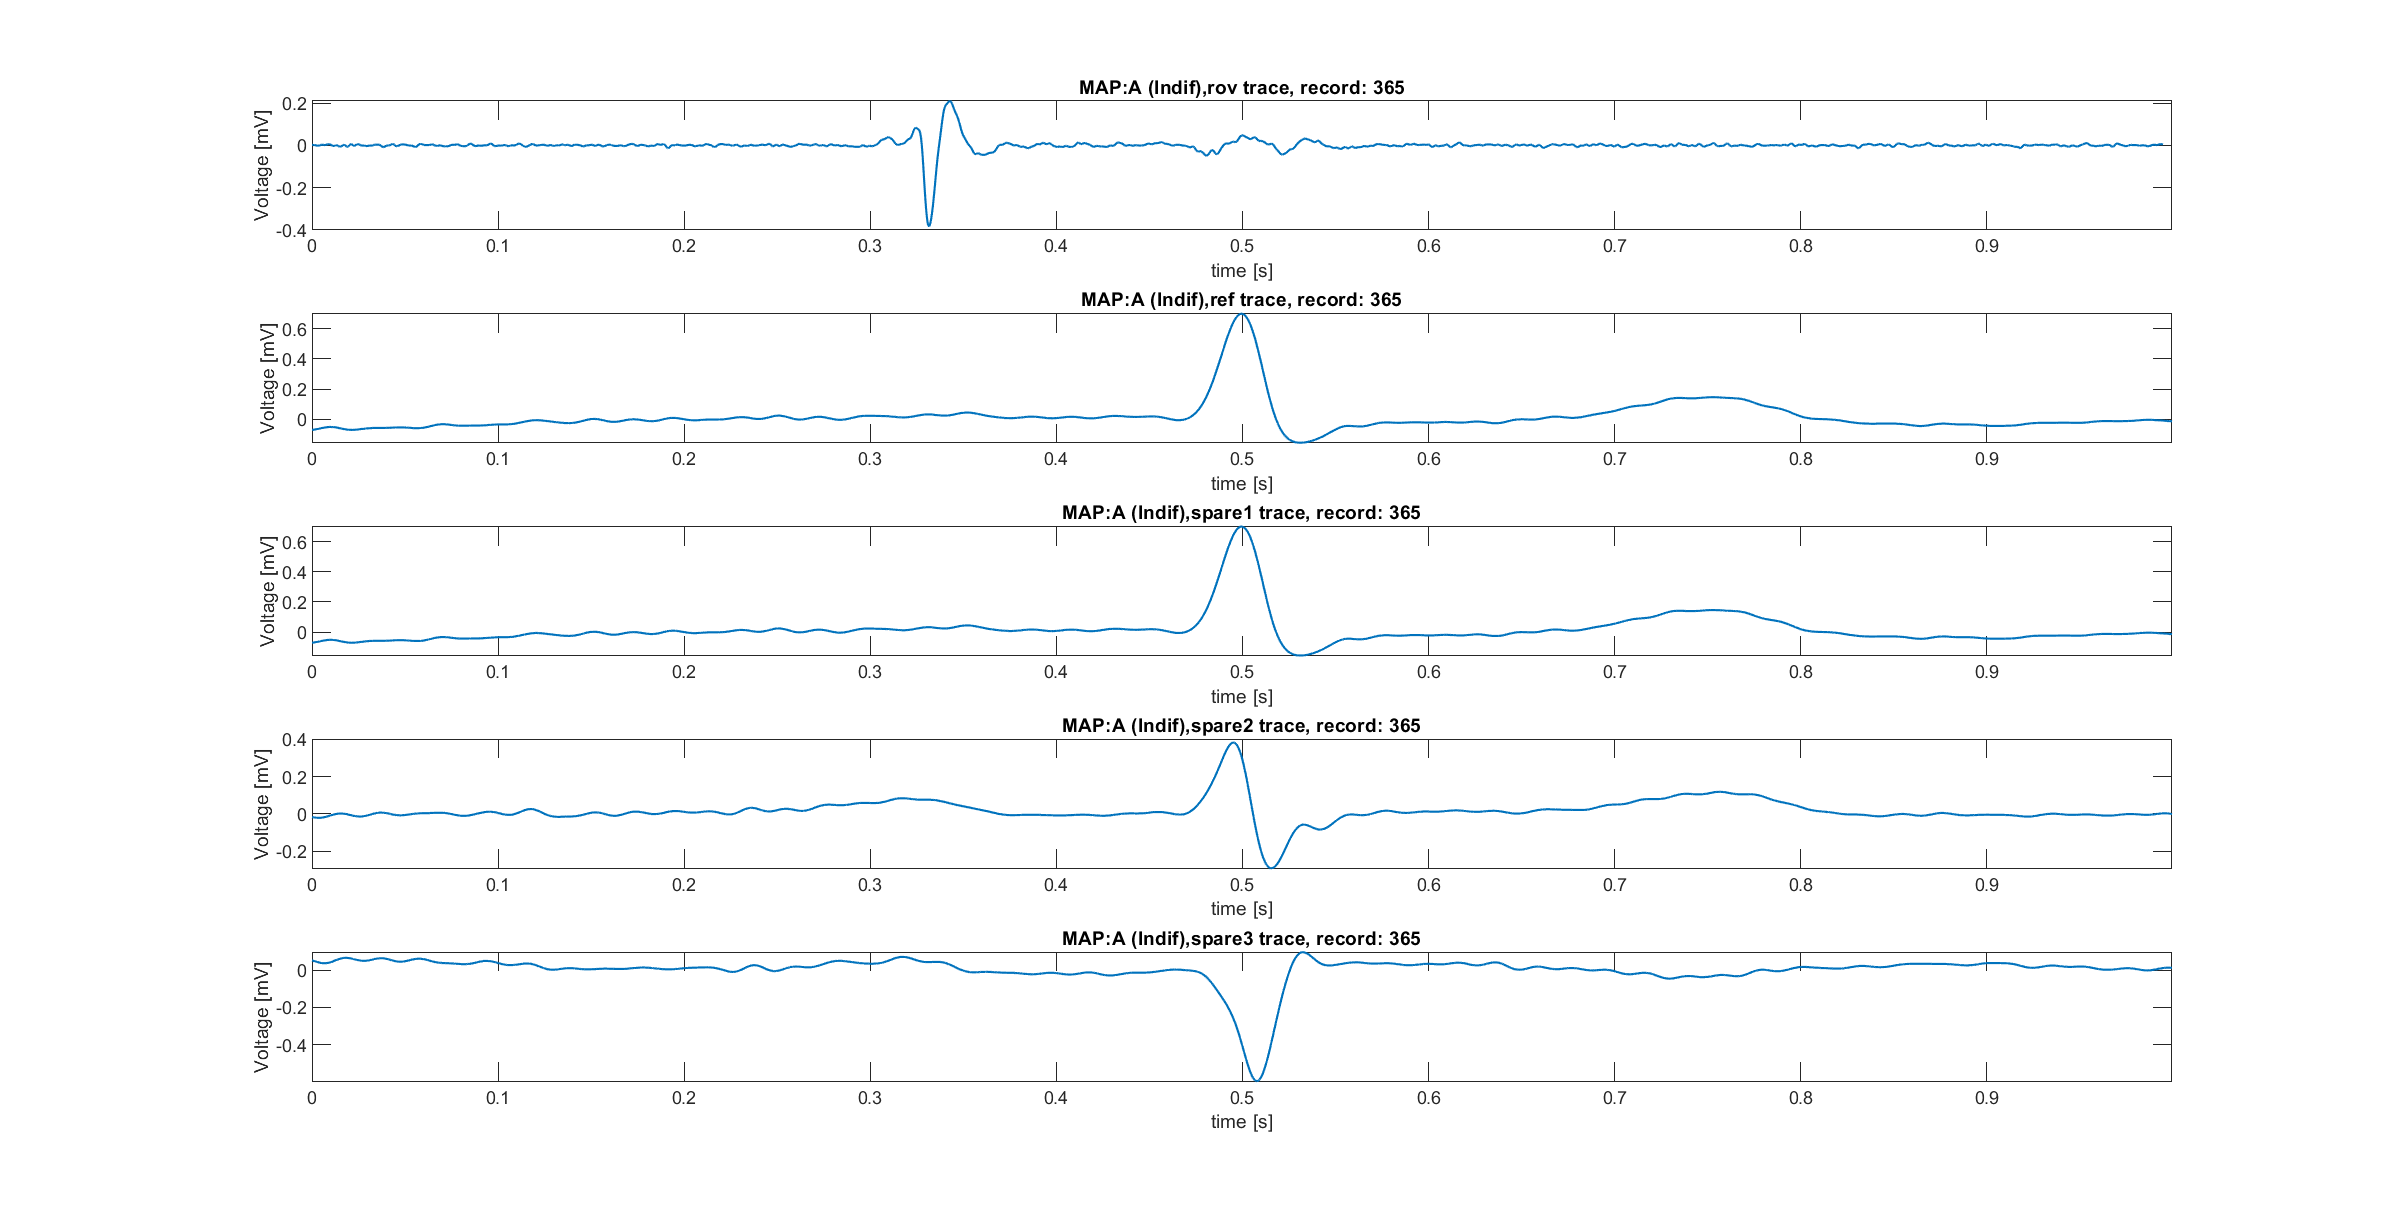 MAP:A (Indif),rov trace, record: 365
Voltage [mV]
0.2
0
-0.2
-0.4
0 0.1 0.2 0.3 0.4 0.5 0.6 0.7 0.8 0.9
time [s]
MAP:A (Indif),ref trace, record: 365
Voltage [mV]
0.6
0.4
0.2
0
0 0.1 0.2 0.3 0.4 0.5 0.6 0.7 0.8 0.9
time [s]
MAP:A (Indif),spare1 trace, record: 365
Voltage [mV]
0.6
0.4
0.2
0
0 0.1 0.2 0.3 0.4 0.5 0.6 0.7 0.8 0.9
time [s]
MAP:A (Indif),spare2 trace, record: 365
Voltage [mV]
0.4
0.2
0
-0.2
0 0.1 0.2 0.3 0.4 0.5 0.6 0.7 0.8 0.9
time [s]
MAP:A (Indif),spare3 trace, record: 365
Voltage [mV]
0
-0.2
-0.4
0 0.1 0.2 0.3 0.4 0.5 0.6 0.7 0.8 0.9
time [s]